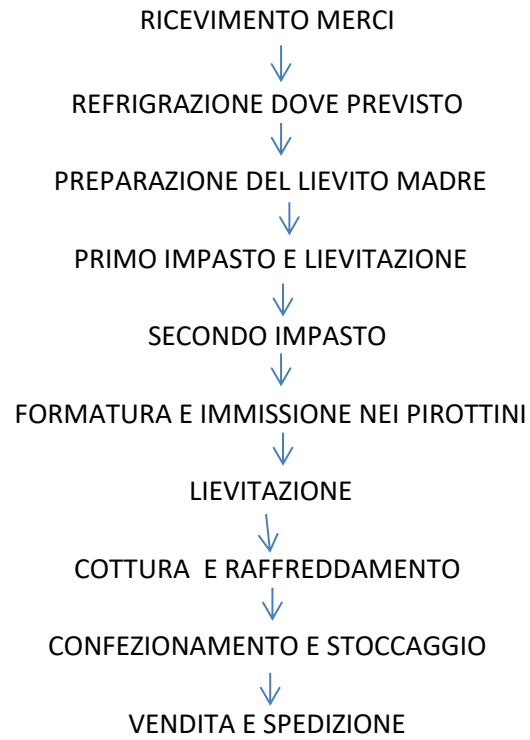 RICEVIMENTO MERCI
REFRIGRAZIONE DOVE PREVISTO
PREPARAZIONE DEL LIEVITO MADRE
PRIMO IMPASTO E LIEVITAZIONE
SECONDO IMPASTO
FORMATURA E IMMISSIONE NEI PIROTTINI
LIEVITAZIONE
COTTURA E RAFFREDDAMENTO
CONFEZIONAMENTO E STOCCAGGIO
VENDITA E SPEDIZIONE